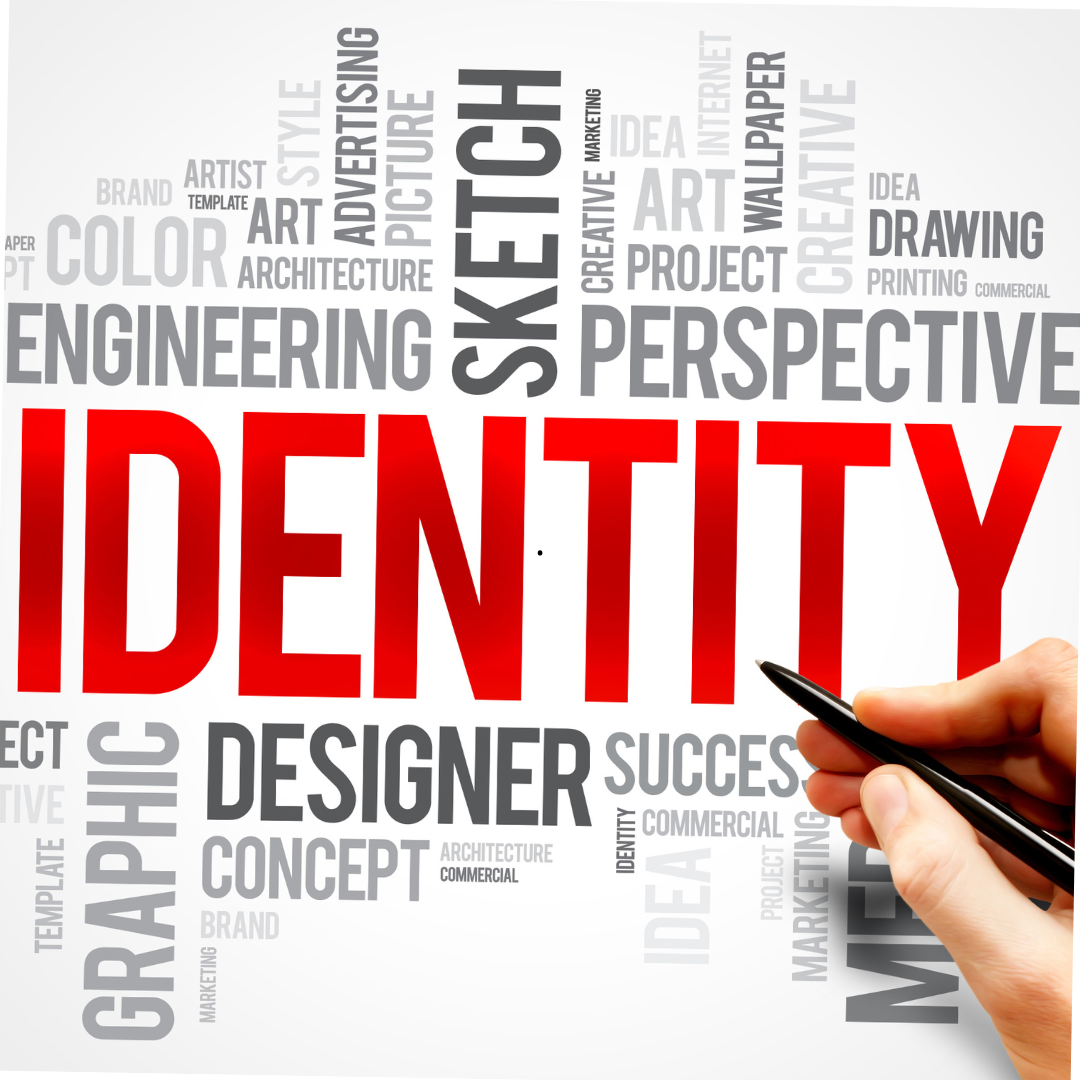 STYLE
ADVERTISING
PICTURE
SKETCH
MARKETING
IDEA
INTERNET
WALLPAPER
CREATIVE
BRAND
ARTIST
TEMPLATE
ART
CREATIVE
ART
IDEA
DRAWING
COLOR
ARCHITECTURE
PROJECT
PRINTING
COMMERCIAL
APER
PT
ENGINEERING
PERSPECTIVE
IDENTITY
ECT
TIVE
TEMPLATE
GRAPHIC
DESIGNER
SUCCESS
CONCEPT
ARCHITECTURE
COMMERCIAL
BRAND
MARKETING
IDENTITY
COMMERCIAL
IDEA
PROJECT
MARKETING